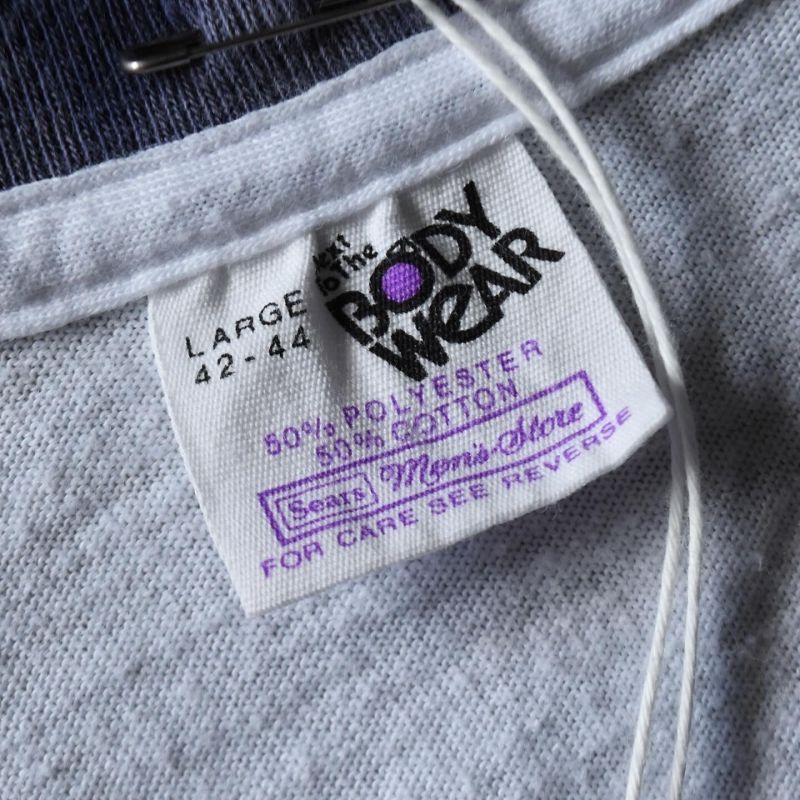 Next
to The
BODY
WEAR
LARGE
42-44
50% POLYESTER
50% COTTON
Sears Men's Store
FOR CARE SEE REVERSE